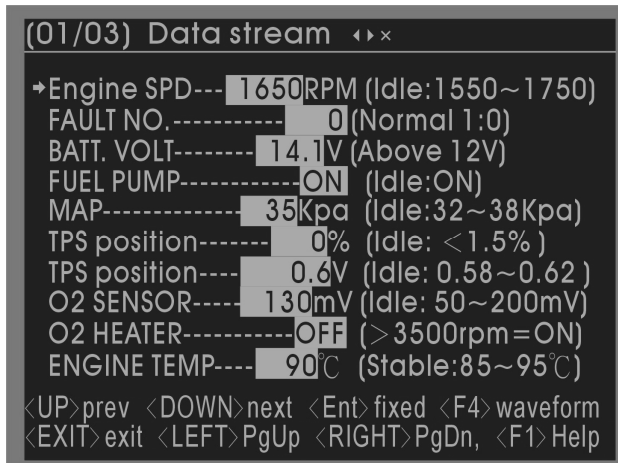 (01/03) Data stream ◂▸×
➔Engine SPD--- 1650RPM (Idle:1550~1750)
FAULT NO.----------- 0 (Normal 1:0)
BATT. VOLT-------- 14.1V (Above 12V)
FUEL PUMP------------ON (Idle:ON)
MAP-------------- 35Kpa (Idle:32~38Kpa)
TPS position------- 0% (Idle: <1.5% )
TPS position---- 0.6V (Idle: 0.58~0.62 )
O2 SENSOR----- 130mV (Idle: 50~200mV)
O2 HEATER-----------OFF (>3500rpm=ON)
ENGINE TEMP---- 90℃ (Stable:85~95℃)
<UP>prev <DOWN>next <Ent>fixed <F4>waveform
<EXIT>exit <LEFT>PgUp <RIGHT>PgDn, <F1>Help